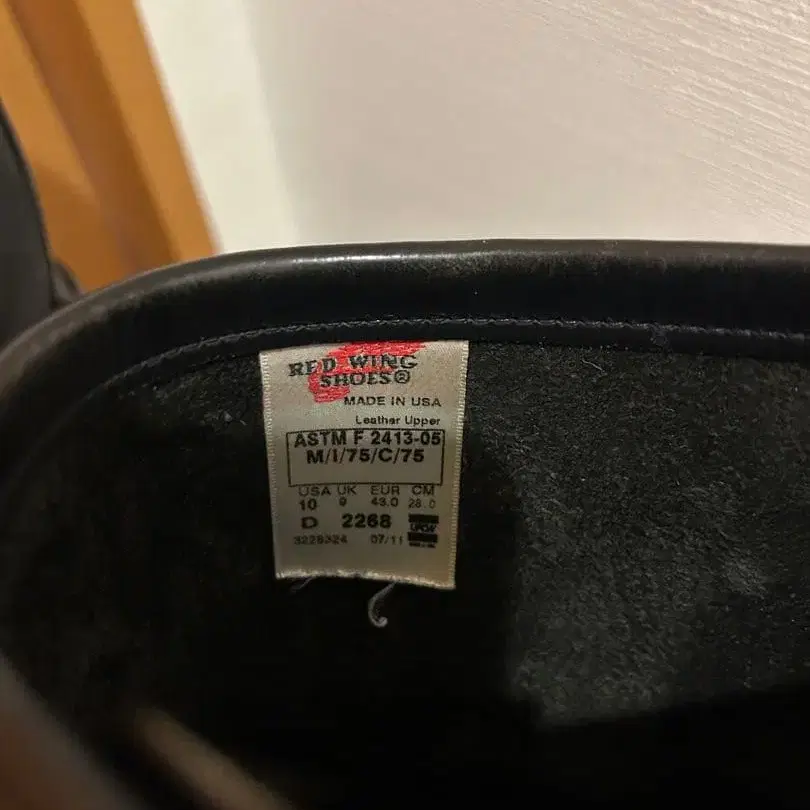 RED WING
SHOES®
MADE IN USA
Leather Upper
ASTM F 2413-05
M/I/75/C/75
USA UK EUR CM
10 9 43.0 28.0
D 2268
3228324 07/11